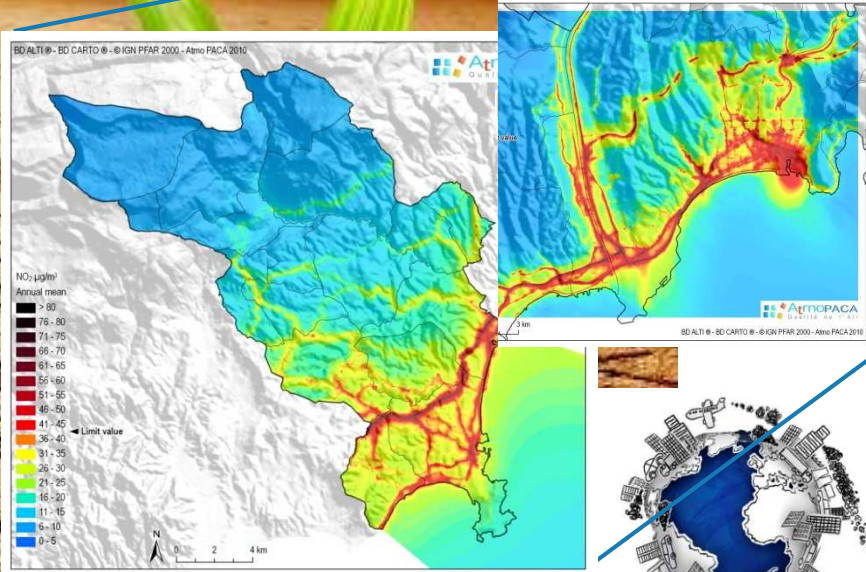 BD ALTI ® - BD CARTO ® - © IGN PFAR 2000 - Atmo PACA 2010
NO₂ µg/m³
Annual mean
> 80
76 - 80
71 - 75
66 - 70
61 - 65
56 - 60
51 - 55
46 - 50
41 - 45
36 - 40
31 - 35
26 - 30
21 - 25
16 - 20
11 - 15
6 - 10
0 - 5
◄ Limit value
N
0 2 4 km
value
3 km
AtmoPACA
Qualité de l'Air
BD ALTI ® - BD CARTO ® - © IGN PFAR 2000 - Atmo PACA 2010